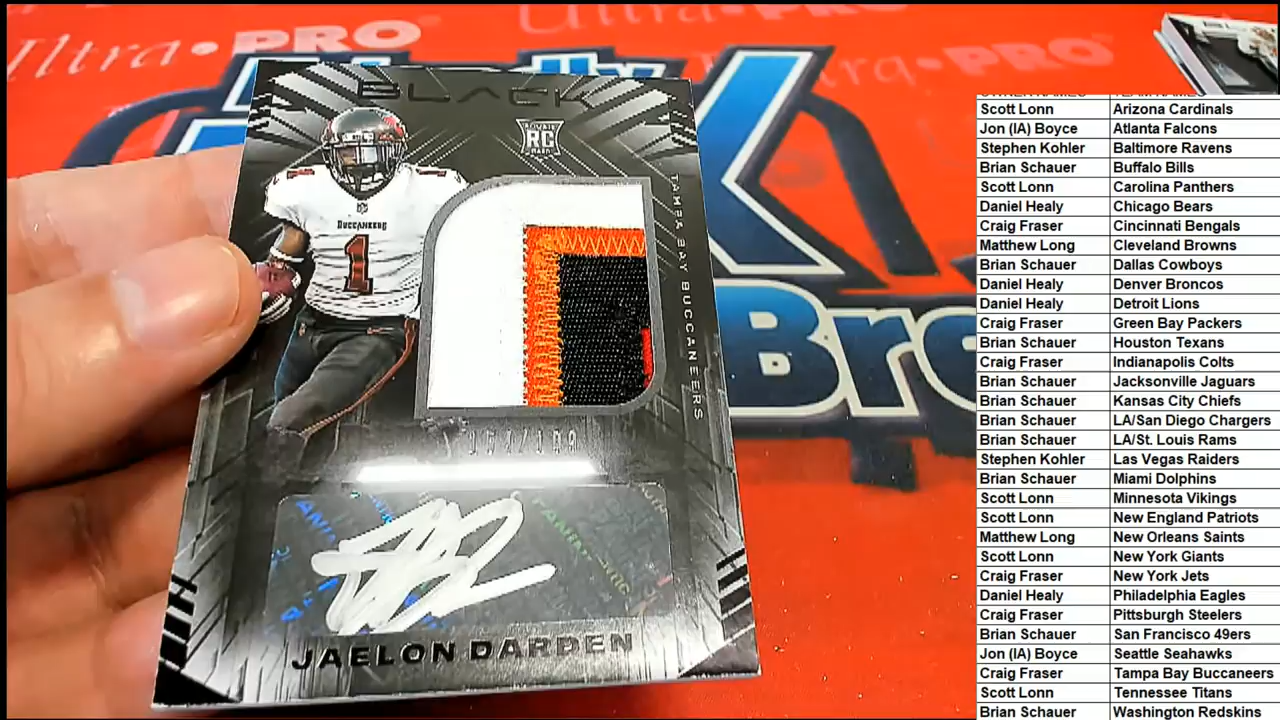 Ultra • PRO
BLACK
ROOKIE
RC
TAMPA BAY BUCCANEERS
BUCCANEERS
1
JAELON DARDEN
Bro
Scott Lonn Arizona Cardinals
Jon (IA) Boyce Atlanta Falcons
Stephen Kohler Baltimore Ravens
Brian Schauer Buffalo Bills
Scott Lonn Carolina Panthers
Daniel Healy Chicago Bears
Craig Fraser Cincinnati Bengals
Matthew Long Cleveland Browns
Brian Schauer Dallas Cowboys
Daniel Healy Denver Broncos
Daniel Healy Detroit Lions
Craig Fraser Green Bay Packers
Brian Schauer Houston Texans
Craig Fraser Indianapolis Colts
Brian Schauer Jacksonville Jaguars
Brian Schauer Kansas City Chiefs
Brian Schauer LA/San Diego Chargers
Brian Schauer LA/St. Louis Rams
Stephen Kohler Las Vegas Raiders
Brian Schauer Miami Dolphins
Scott Lonn Minnesota Vikings
Scott Lonn New England Patriots
Matthew Long New Orleans Saints
Scott Lonn New York Giants
Craig Fraser New York Jets
Daniel Healy Philadelphia Eagles
Craig Fraser Pittsburgh Steelers
Brian Schauer San Francisco 49ers
Jon (IA) Boyce Seattle Seahawks
Craig Fraser Tampa Bay Buccaneers
Scott Lonn Tennessee Titans
Brian Schauer Washington Redskins